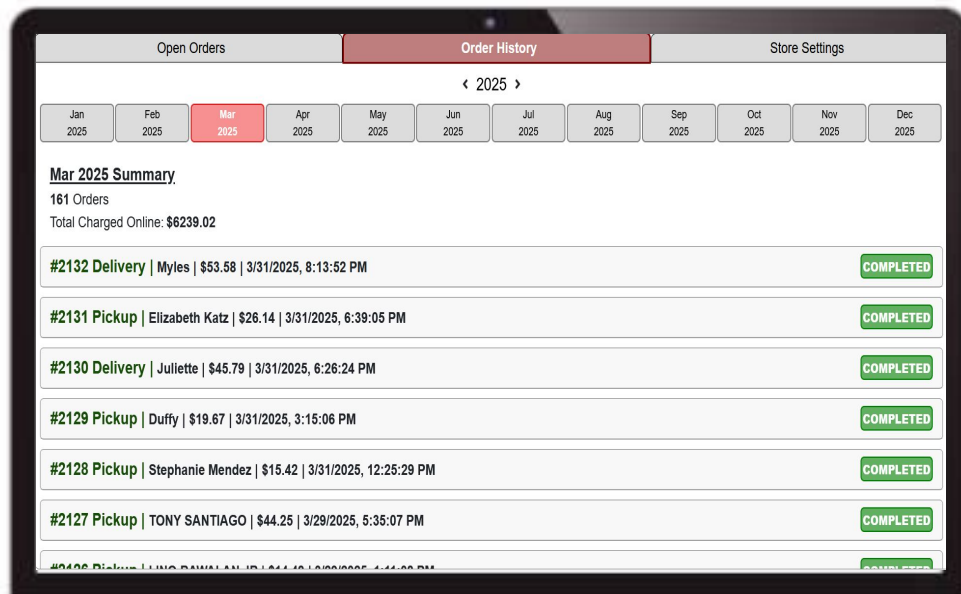 Open Orders
Order History
Store Settings
‹ 2025 ›
Jan 2025
Feb 2025
Mar 2025
Apr 2025
May 2025
Jun 2025
Jul 2025
Aug 2025
Sep 2025
Oct 2025
Nov 2025
Dec 2025
Mar 2025 Summary
161 Orders
Total Charged Online: $6239.02
#2132 Delivery | Myles | $53.58 | 3/31/2025, 8:13:52 PM COMPLETED
#2131 Pickup | Elizabeth Katz | $26.14 | 3/31/2025, 6:39:05 PM COMPLETED
#2130 Delivery | Juliette | $45.79 | 3/31/2025, 6:26:24 PM COMPLETED
#2129 Pickup | Duffy | $19.67 | 3/31/2025, 3:15:06 PM COMPLETED
#2128 Pickup | Stephanie Mendez | $15.42 | 3/31/2025, 12:25:29 PM COMPLETED
#2127 Pickup | TONY SANTIAGO | $44.25 | 3/29/2025, 5:35:07 PM COMPLETED
#2126 Pickup | COMPLETED